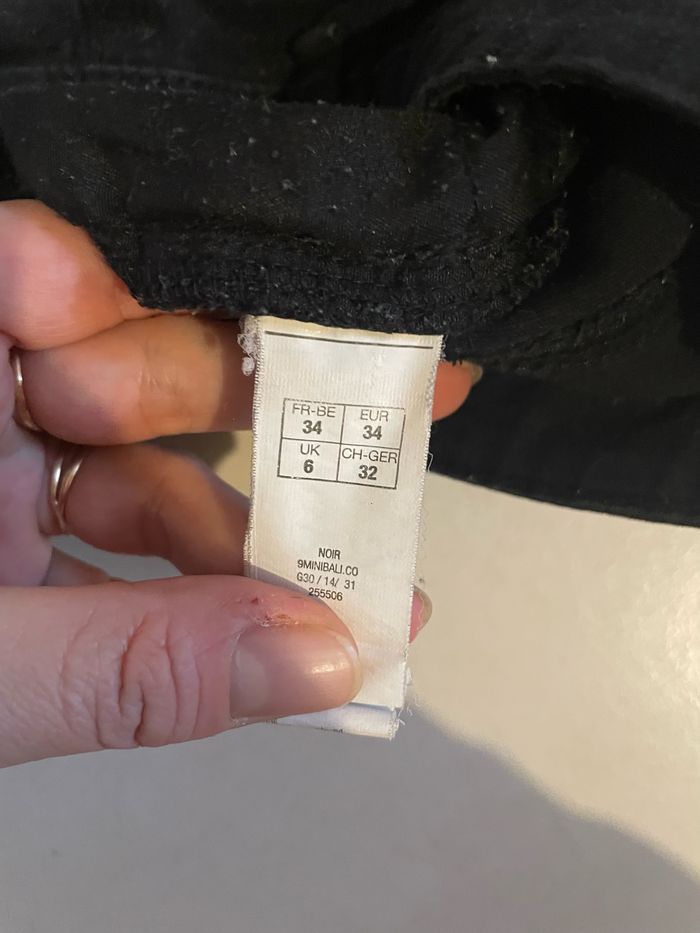 FR-BE EUR
34 34
UK CH-GER
6 32
NOIR
9MINIBALI.CO
G30 / 14/ 31
255506